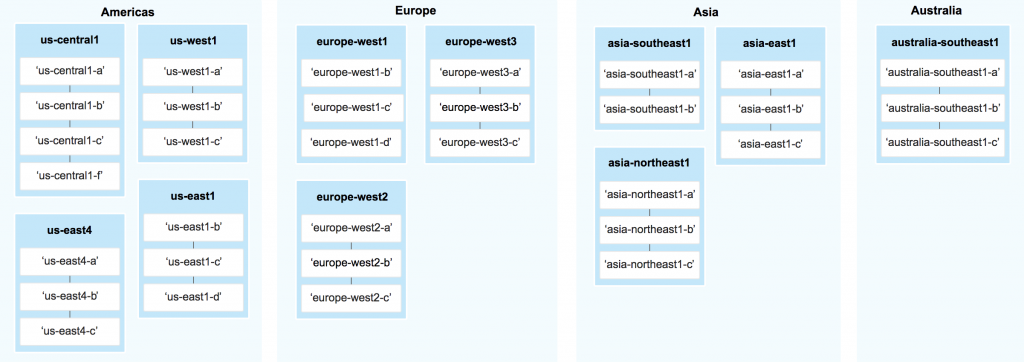 Americas
us-central1
‘us-central1-a’
‘us-central1-b’
‘us-central1-c’
‘us-central1-f’
us-west1
‘us-west1-a’
‘us-west1-b’
‘us-west1-c’
us-east4
‘us-east4-a’
‘us-east4-b’
‘us-east4-c’
us-east1
‘us-east1-b’
‘us-east1-c’
‘us-east1-d’
Europe
europe-west1
‘europe-west1-b’
‘europe-west1-c’
‘europe-west1-d’
europe-west3
‘europe-west3-a’
‘europe-west3-b’
‘europe-west3-c’
europe-west2
‘europe-west2-a’
‘europe-west2-b’
‘europe-west2-c’
Asia
asia-southeast1
‘asia-southeast1-a’
‘asia-southeast1-b’
asia-east1
‘asia-east1-a’
‘asia-east1-b’
‘asia-east1-c’
asia-northeast1
‘asia-northeast1-a’
‘asia-northeast1-b’
‘asia-northeast1-c’
Australia
australia-southeast1
‘australia-southeast1-a’
‘australia-southeast1-b’
‘australia-southeast1-c’